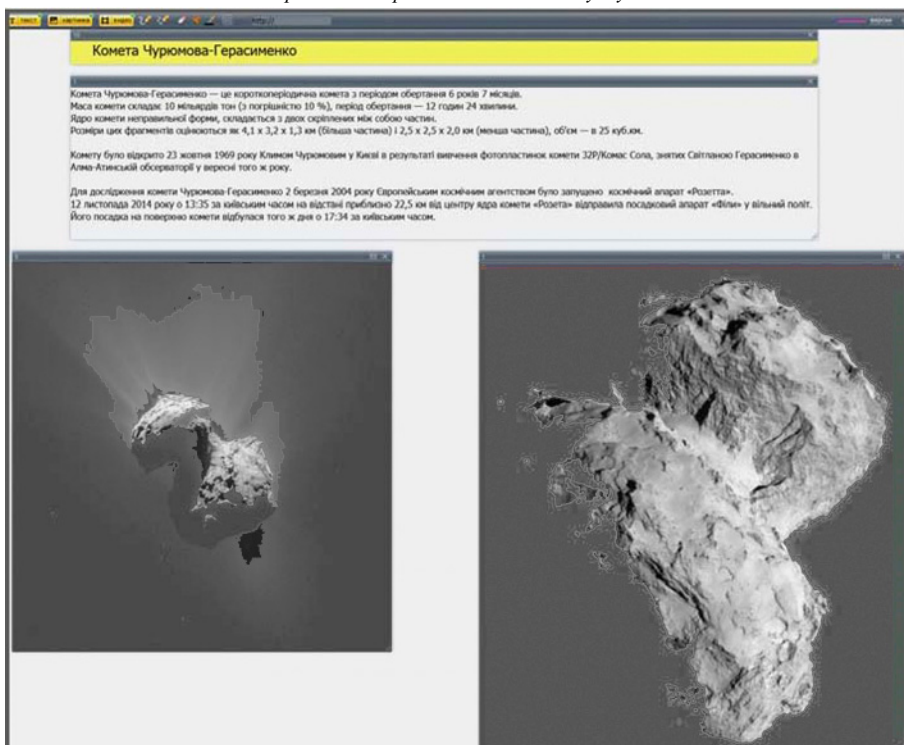 текст картинка видео http:// версии
Комета Чурюмова-Герасименко
Комета Чурюмова-Герасименко — це короткоперіодична комета з періодом обертання 6 років 7 місяців.
Маса комети складає 10 мільярдів тон (з погрішністю 10 %), період обертання — 12 годин 24 хвилини.
Ядро комети неправильної форми, складається з двох скріплених між собою частин.
Розміри цих фрагментів оцінюються як 4,1 x 3,2 x 1,3 км (більша частина) і 2,5 x 2,5 x 2,0 км (менша частина), об'єм — в 25 куб.км.
Комету було відкрито 23 жовтня 1969 року Климом Чурюмовим у Києві в результаті вивчення фотопластинок комети 32P/Комас Сола, знятих Світланою Герасименко в
Алма-Атинській обсерваторії у вересні того ж року.
Для дослідження комети Чурюмова-Герасименко 2 березня 2004 року Європейським космічним агентством було запущено космічний апарат «Розетта».
12 листопада 2014 року о 13:35 за київським часом на відстані приблизно 22,5 км від центру ядра комети «Розета» відправила посадковий апарат «Філи» у вільний політ.
Його посадка на поверхню комети відбулася того ж дня о 17:34 за київським часом.